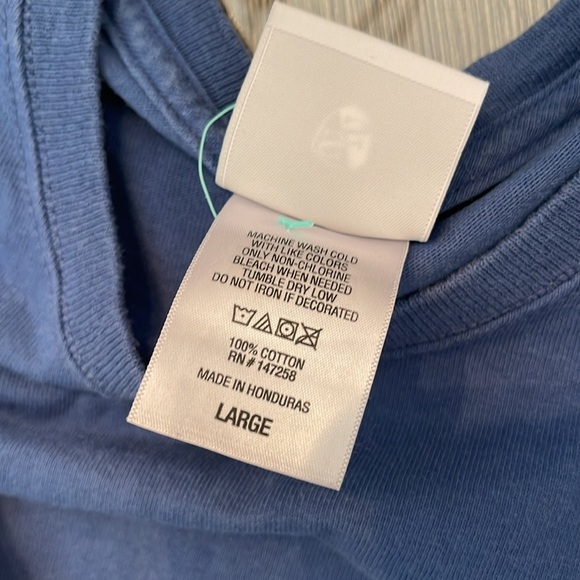 MACHINE WASH COLD
WITH LIKE COLORS
ONLY NON-CHLORINE
BLEACH WHEN NEEDED
TUMBLE DRY LOW
DO NOT IRON IF DECORATED
100% COTTON
RN # 147258
MADE IN HONDURAS
LARGE